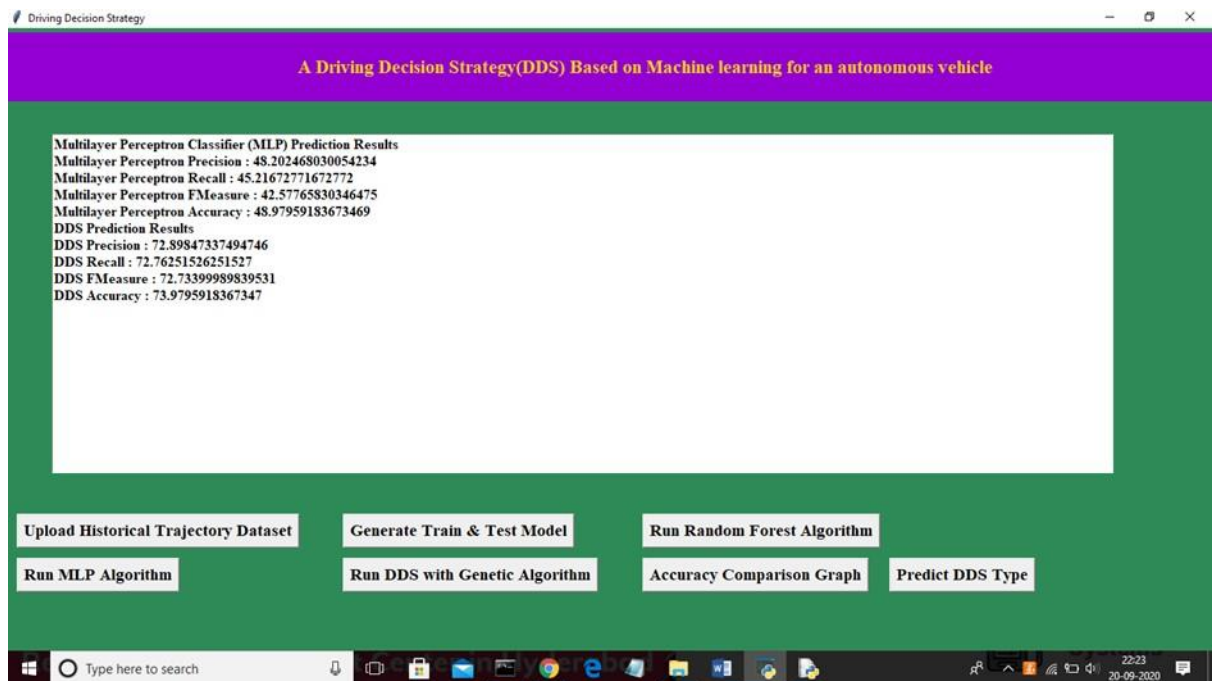 Driving Decision Strategy
A Driving Decision Strategy(DDS) Based on Machine learning for an autonomous vehicle
Multilayer Perceptron Classifier (MLP) Prediction Results
Multilayer Perceptron Precision : 48.202468030054234
Multilayer Perceptron Recall : 45.21672771672772
Multilayer Perceptron FMeasure : 42.57765830346475
Multilayer Perceptron Accuracy : 48.97959183673469
DDS Prediction Results
DDS Precision : 72.89847337494746
DDS Recall : 72.76251526251527
DDS FMeasure : 72.73399989839531
DDS Accuracy : 73.9795918367347
Upload Historical Trajectory Dataset
Generate Train & Test Model
Run Random Forest Algorithm
Run MLP Algorithm
Run DDS with Genetic Algorithm
Accuracy Comparison Graph
Predict DDS Type
Type here to search
22:23
20-09-2020